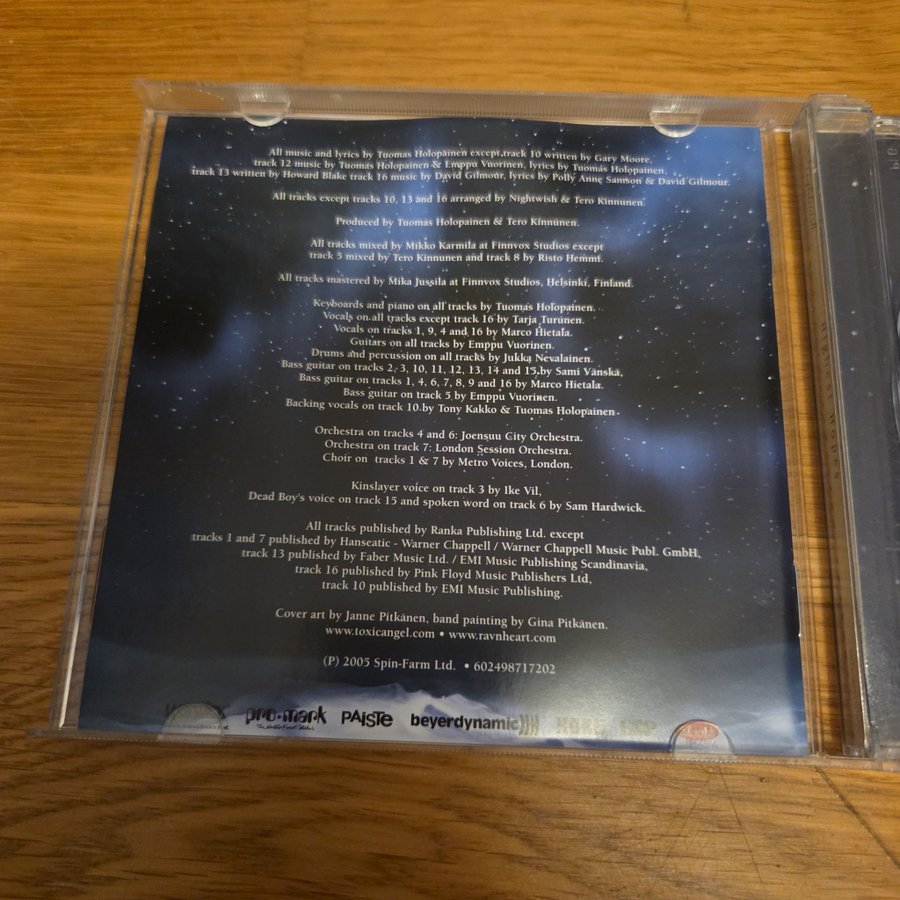 All music and lyrics by Tuomas Holopainen except track 10 written by Gary Moore,
track 12 music by Tuomas Holopainen & Emppu Vuorinen, lyrics by Tuomas Holopainen,
track 13 written by Howard Blake track 16 music by David Gilmour, lyrics by Polly Anne Samson & David Gilmour.
All tracks except tracks 10, 13 and 16 arranged by Nightwish & Tero Kinnunen.
Produced by Tuomas Holopainen & Tero Kinnunen.
All tracks mixed by Mikko Karmila at Finnvox Studios except
track 5 mixed by Tero Kinnunen and track 8 by Risto Hemmi.
All tracks mastered by Mika Jussila at Finnvox Studios, Helsinki, Finland.
Keyboards and piano on all tracks by Tuomas Holopainen.
Vocals on all tracks except track 16 by Tarja Turunen.
Vocals on tracks 1, 9, 4 and 16 by Marco Hietala.
Guitars on all tracks by Emppu Vuorinen.
Drums and percussion on all tracks by Jukka Nevalainen.
Bass guitar on tracks 2, 3, 10, 11, 12, 13, 14 and 15 by Sami Vänskä,
Bass guitar on tracks 1, 4, 6, 7, 8, 9 and 16 by Marco Hietala.
Bass guitar on track 5 by Emppu Vuorinen.
Backing vocals on track 10 by Tony Kakko & Tuomas Holopainen
Orchestra on tracks 4 and 6: Joensuu City Orchestra.
Orchestra on track 7: London Session Orchestra.
Choir on tracks 1 & 7 by Metro Voices, London.
Kinslayer voice on track 3 by Ike Vil,
Dead Boy's voice on track 15 and spoken word on track 6 by Sam Hardwick.
All tracks published by Ranka Publishing Ltd. except
tracks 1 and 7 published by Hanseatic - Warner Chappell / Warner Chappell Music Publ. GmbH,
track 13 published by Faber Music Ltd. / EMI Music Publishing Scandinavia,
track 16 published by Pink Floyd Music Publishers Ltd,
track 10 published by EMI Music Publishing.
Cover art by Janne Pitkänen, band painting by Gina Pitkänen.
www.toxicangel.com • www.ravnheart.com
(P) 2005 Spin-Farm Ltd. • 602498717202
pro·mark PAiSTe beyerdynamic